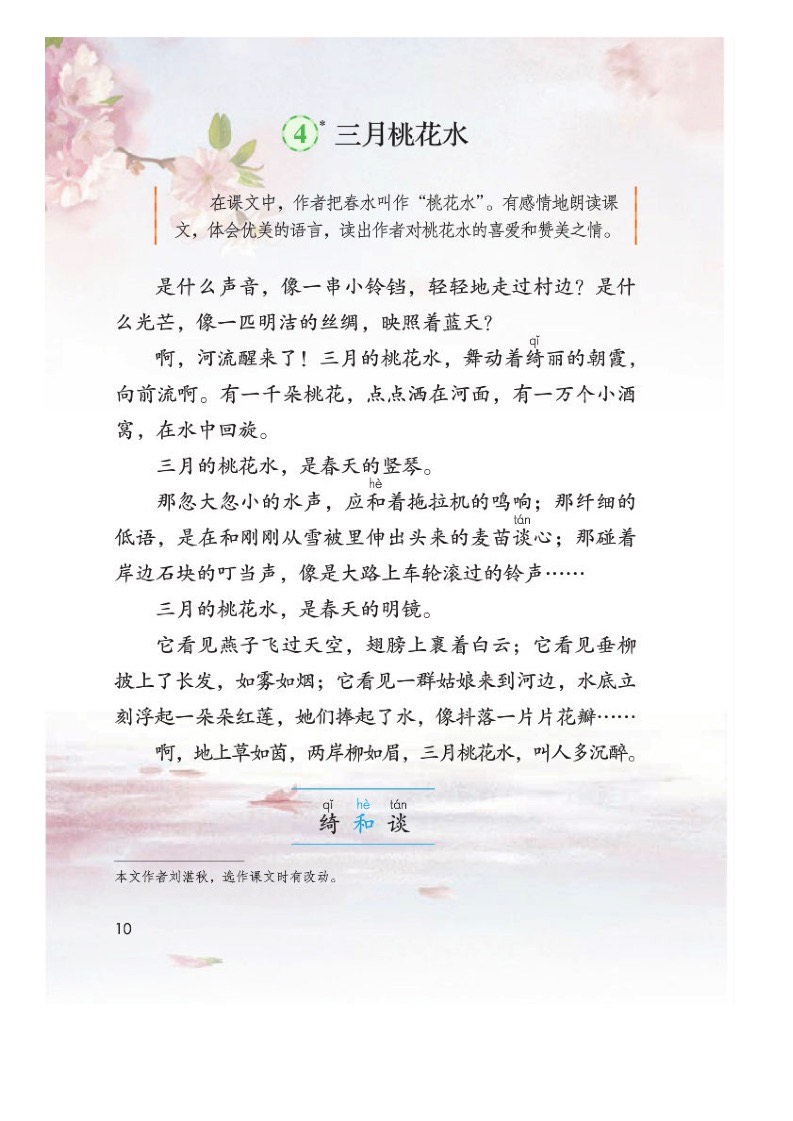 4* 三月桃花水
在课文中，作者把春水叫作“桃花水”。有感情地朗读课
文，体会优美的语言，读出作者对桃花水的喜爱和赞美之情。
是什么声音，像一串小铃铛，轻轻地走过村边？是什
么光芒，像一匹明洁的丝绸，映照着蓝天？
qǐ
啊，河流醒来了！三月的桃花水，舞动着绮丽的朝霞，
向前流啊。有一千朵桃花，点点洒在河面，有一万个小酒
窝，在水中回旋。
三月的桃花水，是春天的竖琴。
hè
那忽大忽小的水声，应和着拖拉机的鸣响；那纤细的
tán
低语，是在和刚刚从雪被里伸出头来的麦苗谈心；那碰着
岸边石块的叮当声，像是大路上车轮滚过的铃声……
三月的桃花水，是春天的明镜。
它看见燕子飞过天空，翅膀上裹着白云；它看见垂柳
披上了长发，如雾如烟；它看见一群姑娘来到河边，水底立
刻浮起一朵朵红莲，她们捧起了水，像抖落一片片花瓣……
啊，地上草如茵，两岸柳如眉，三月桃花水，叫人多沉醉。
qǐ hè tán
绮 和 谈
本文作者刘湛秋，选作课文时有改动。
10